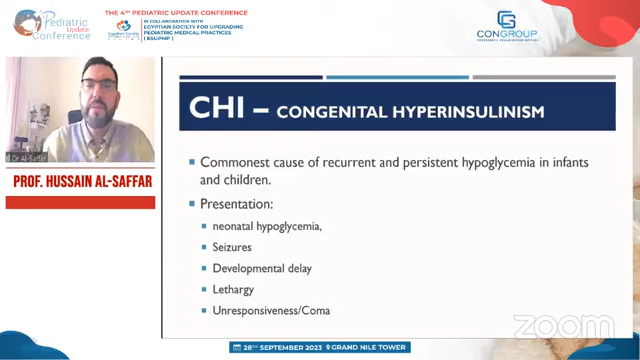 Pediatric
Update
Conference
THE 4TH PEDIATRIC UPDATE CONFERENCE
IN COLLABORATION WITH
EGYPTIAN SOCIETY FOR UPGRADING
PEDIATRIC MEDICAL PRACTICES
( ESUPMP )
Egyptian Society
CONGROUP
Dr Al-Saffar
PROF. HUSSAIN AL-SAFFAR
CHI – CONGENITAL HYPERINSULINISM
Commonest cause of recurrent and persistent hypoglycemia in infants
and children.
Presentation:
neonatal hypoglycemia,
Seizures
Developmental delay
Lethargy
Unresponsiveness/Coma
28TH SEPTEMBER 2023 GRAND NILE TOWER
zoom